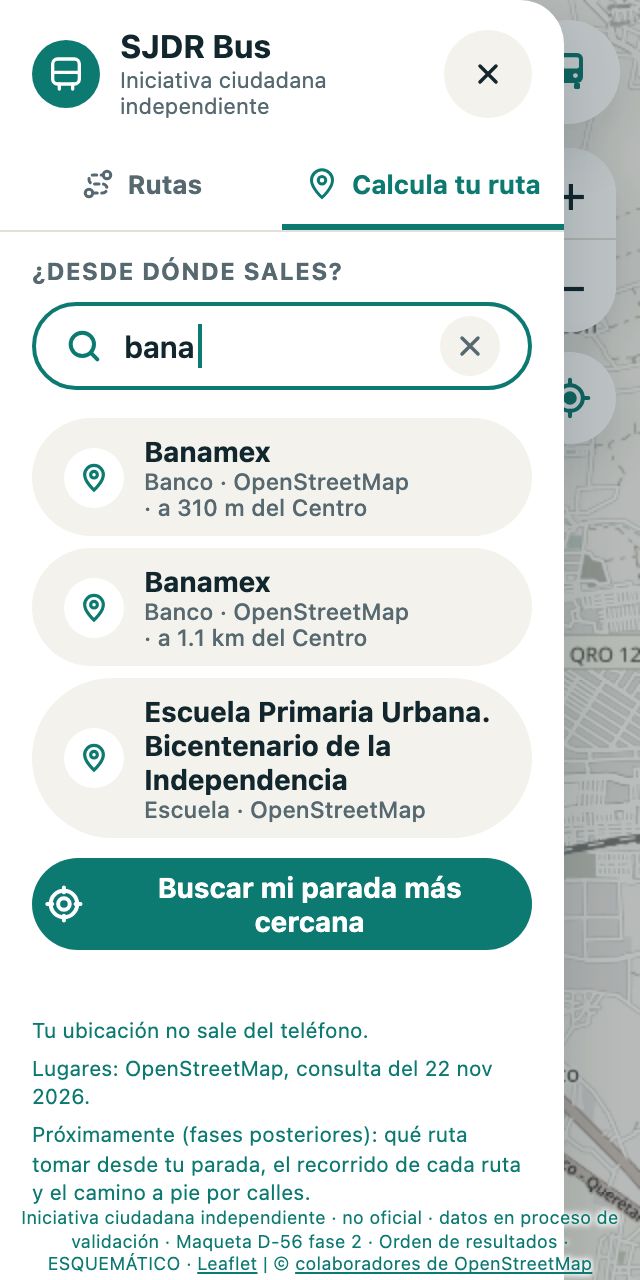 SJDR Bus
Iniciativa ciudadana
independiente
Rutas
Calcula tu ruta
¿DESDE DÓNDE SALES?
bana
Banamex
Banco · OpenStreetMap
· a 310 m del Centro
Banamex
Banco · OpenStreetMap
· a 1.1 km del Centro
QRO 12
Escuela Primaria Urbana.
Bicentenario de la
Independencia
Escuela · OpenStreetMap
Buscar mi parada más
cercana
Tu ubicación no sale del teléfono.
Lugares: OpenStreetMap, consulta del 22 nov
2026.
Próximamente (fases posteriores): qué ruta
tomar desde tu parada, el recorrido de cada ruta
y el camino a pie por calles.
Iniciativa ciudadana independiente · no oficial · datos en proceso de
validación · Maqueta D-56 fase 2 · Orden de resultados ·
ESQUEMÁTICO · Leaflet | © colaboradores de OpenStreetMap